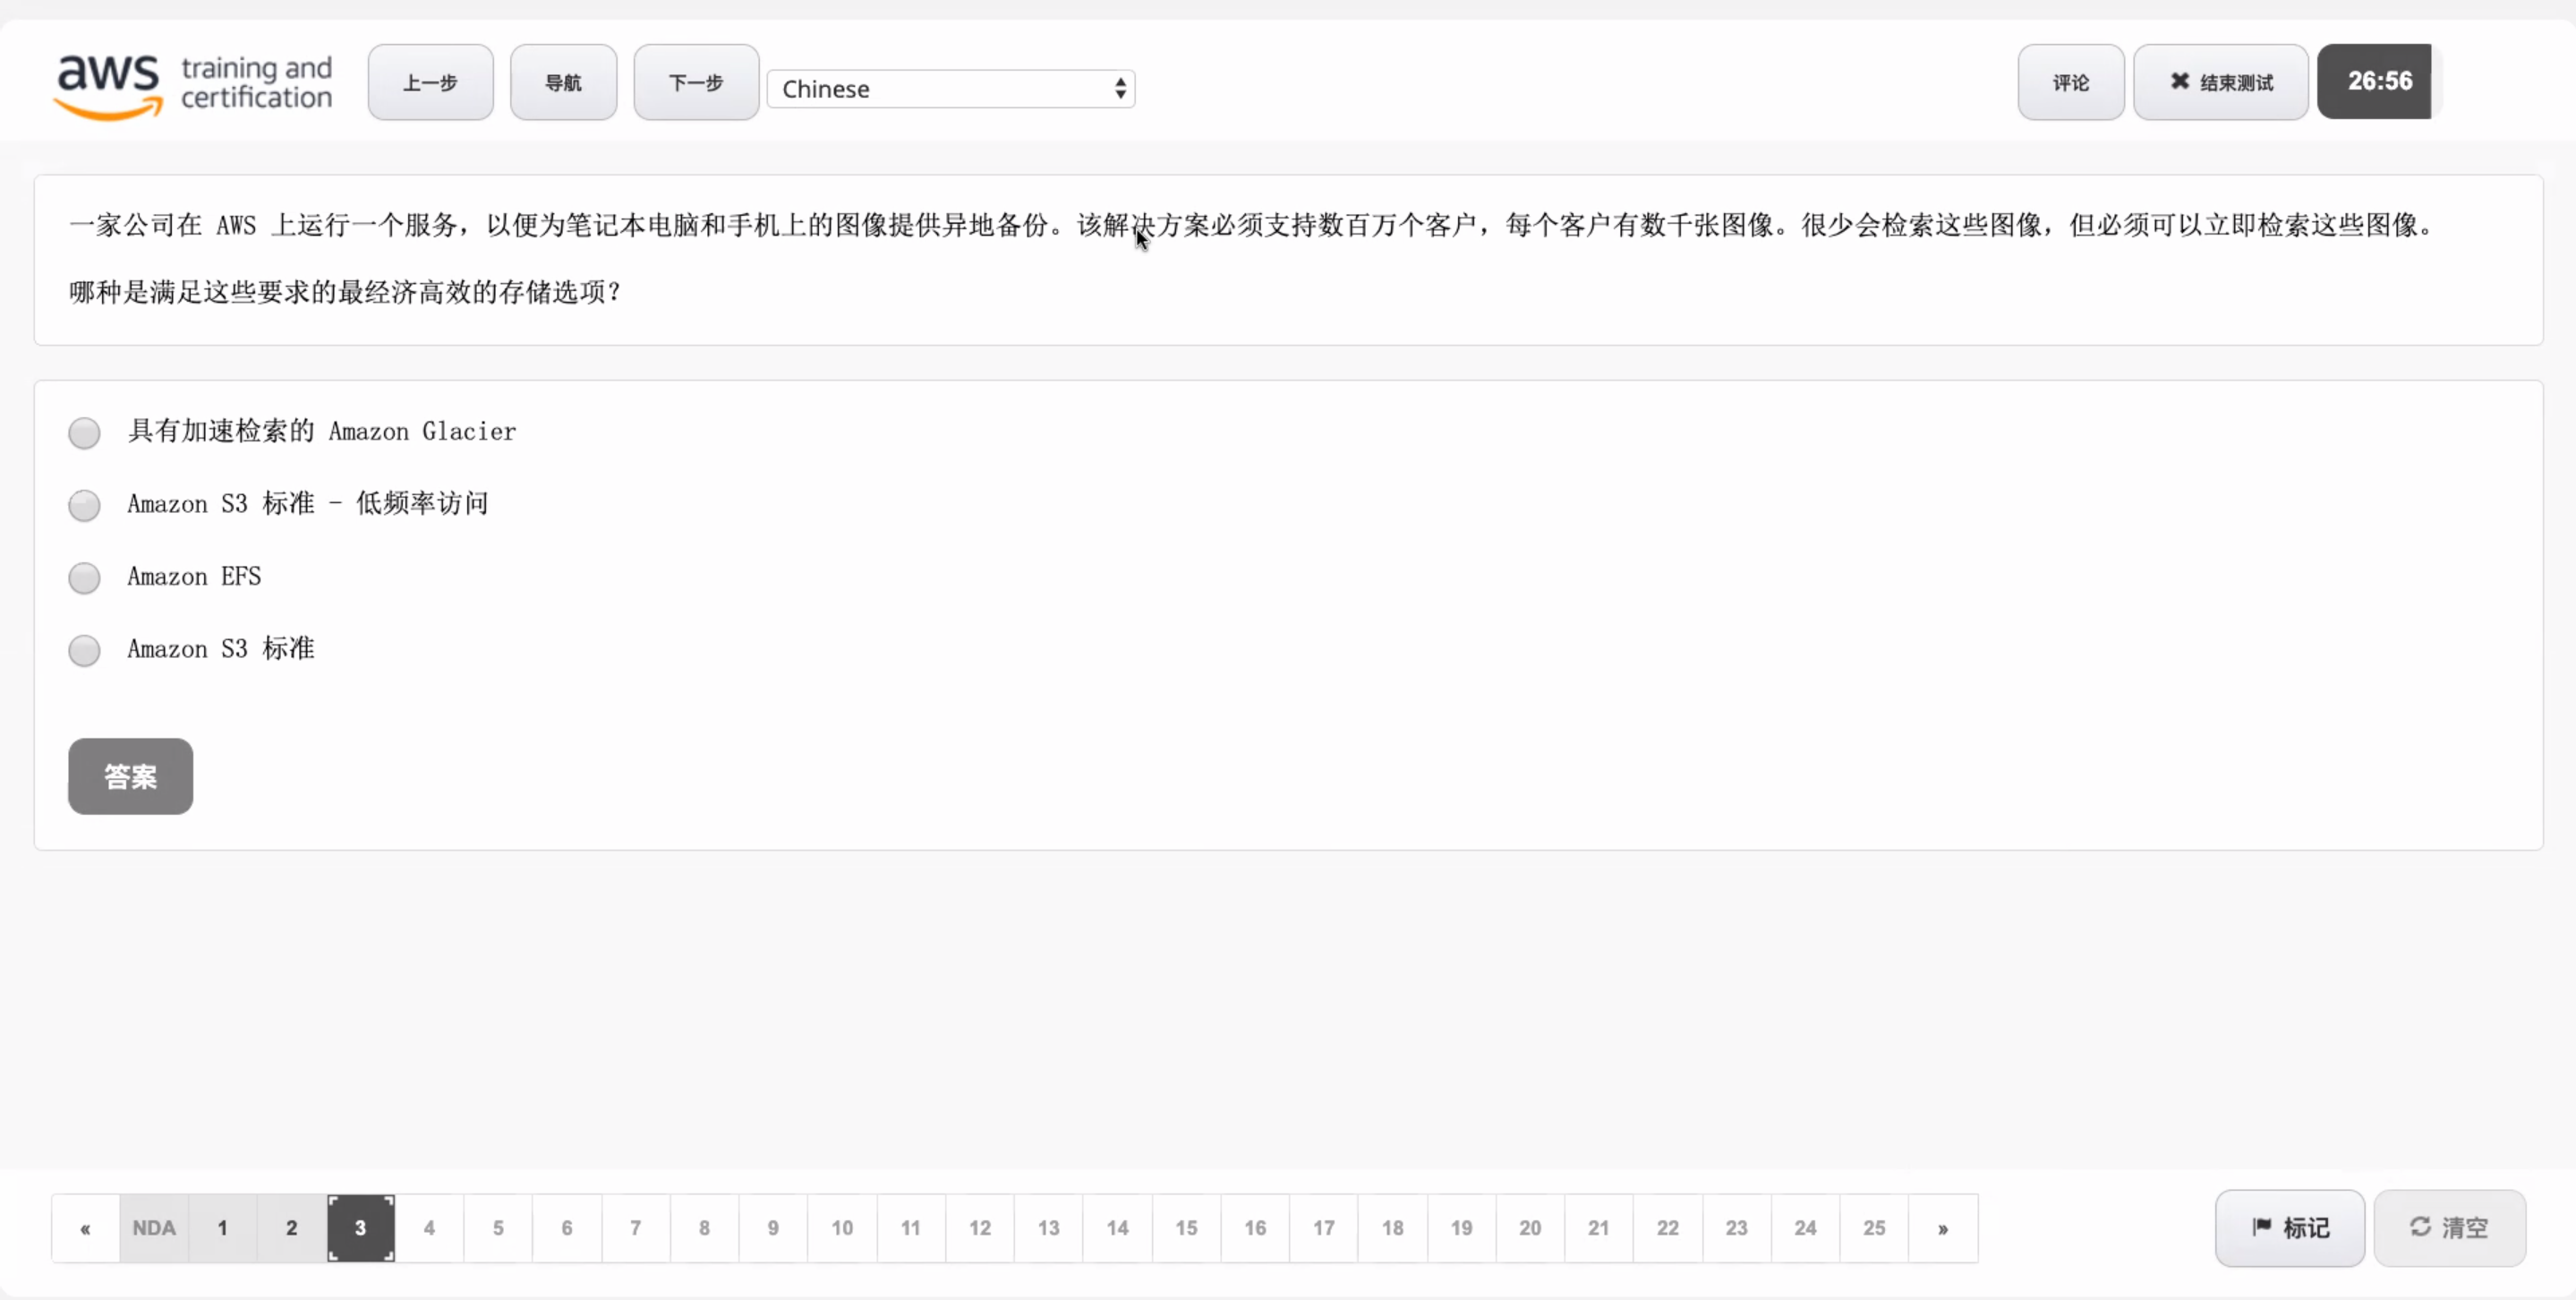 aws training and certification
上一步
导航
下一步
Chinese
评论
✖ 结束测试
26:56
一家公司在 AWS 上运行一个服务，以便为笔记本电脑和手机上的图像提供异地备份。该解决方案必须支持数百万个客户，每个客户有数千张图像。很少会检索这些图像，但必须可以立即检索这些图像。
哪种是满足这些要求的最经济高效的存储选项？
具有加速检索的 Amazon Glacier
Amazon S3 标准 - 低频率访问
Amazon EFS
Amazon S3 标准
答案
« NDA 1 2 3 4 5 6 7 8 9 10 11 12 13 14 15 16 17 18 19 20 21 22 23 24 25 »
标记
清空